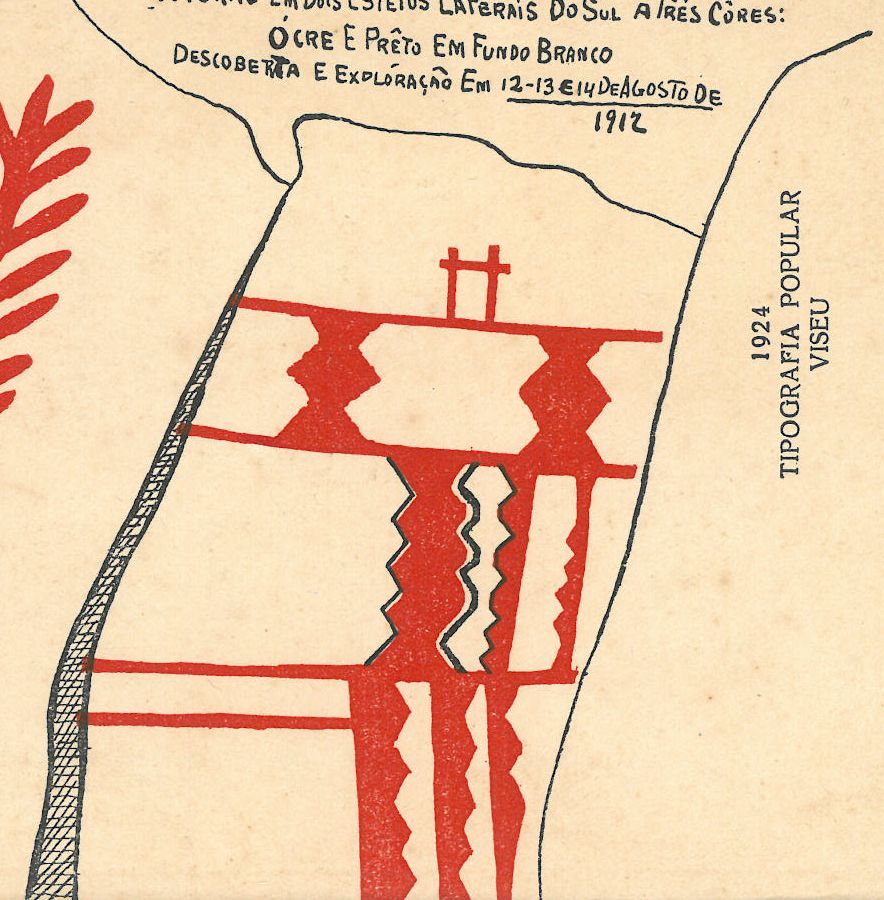 EM DOIS ESTEIOS LATERAIS DO SUL A TRÊS CÔRES:
ÓCRE E PRÊTO EM FUNDO BRANCO
DESCOBERTA E EXPLORAÇÃO EM 12-13 E 14 DE AGOSTO DE
1912
1924
TIPOGRAFIA POPULAR
VISEU